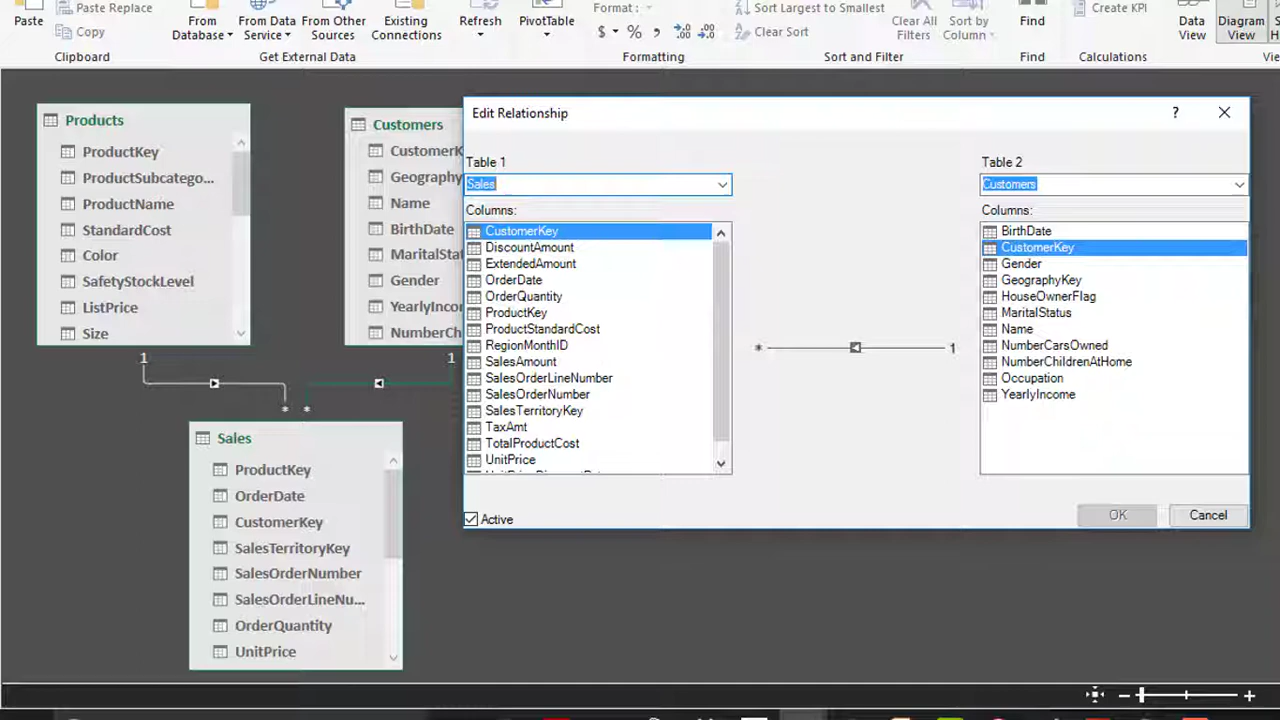 Paste
Paste Replace
Copy
Clipboard
From
Database
From Data
Service
From Other
Sources
Existing
Connections
Get External Data
Refresh
PivotTable
Format :
$ % ,
Formatting
Sort Largest to Smallest
Clear Sort
Clear All
Filters
Sort by
Column
Sort and Filter
Find
Find
Create KPI
Calculations
Data
View
Diagram
View
Products
ProductKey
ProductSubcatego...
ProductName
StandardCost
Color
SafetyStockLevel
ListPrice
Size
Customers
CustomerK
Geography
Name
BirthDate
MaritalSta
Gender
YearlyIncom
NumberCh
1
1
*
*
Sales
ProductKey
OrderDate
CustomerKey
SalesTerritoryKey
SalesOrderNumber
SalesOrderLineNu...
OrderQuantity
UnitPrice
Edit Relationship
?
Table 1
Sales
Columns:
CustomerKey
DiscountAmount
ExtendedAmount
OrderDate
OrderQuantity
ProductKey
ProductStandardCost
RegionMonthID
SalesAmount
SalesOrderLineNumber
SalesOrderNumber
SalesTerritoryKey
TaxAmt
TotalProductCost
UnitPrice
Active
* 1
Table 2
Customers
Columns:
BirthDate
CustomerKey
Gender
GeographyKey
HouseOwnerFlag
MaritalStatus
Name
NumberCarsOwned
NumberChildrenAtHome
Occupation
YearlyIncome
OK
Cancel